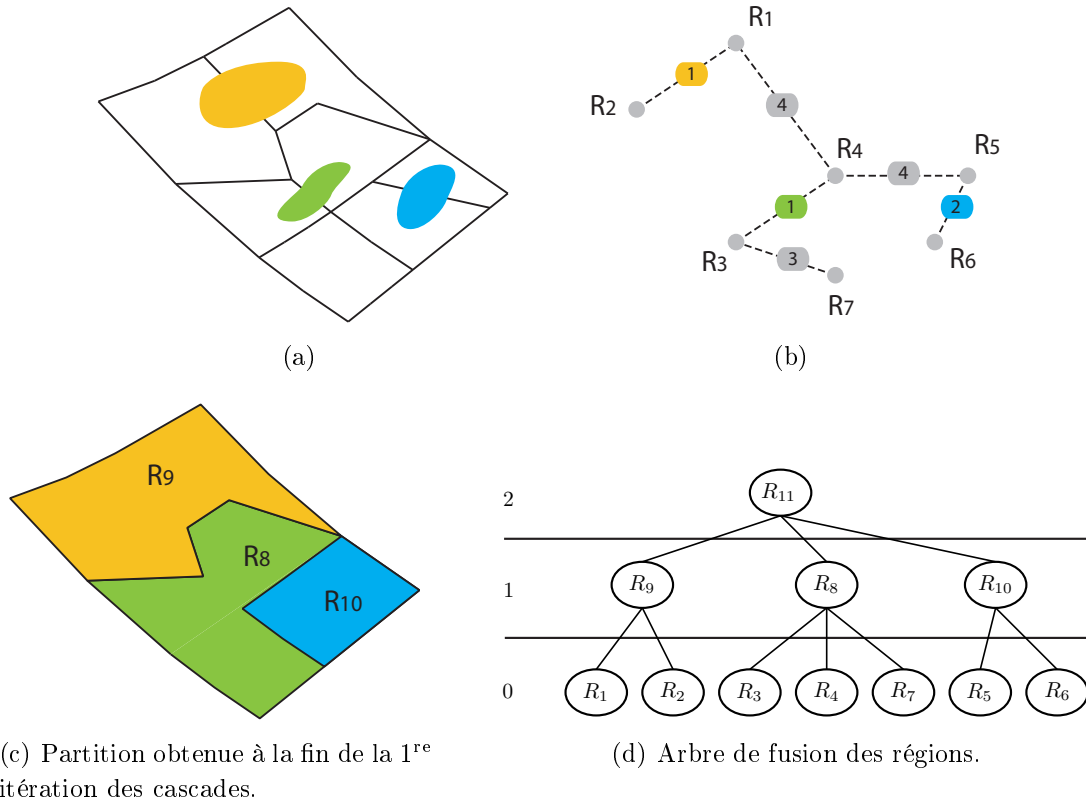 R1
1
R2
4
R4
4
R5
1
2
R3
3
R6
R7
(a)
(b)
R9
R8
R10
2
R11
1
R9
R8
R10
0
R1
R2
R3
R4
R7
R5
R6
(c) Partition obtenue à la fin de la 1re
itération des cascades.
(d) Arbre de fusion des régions.